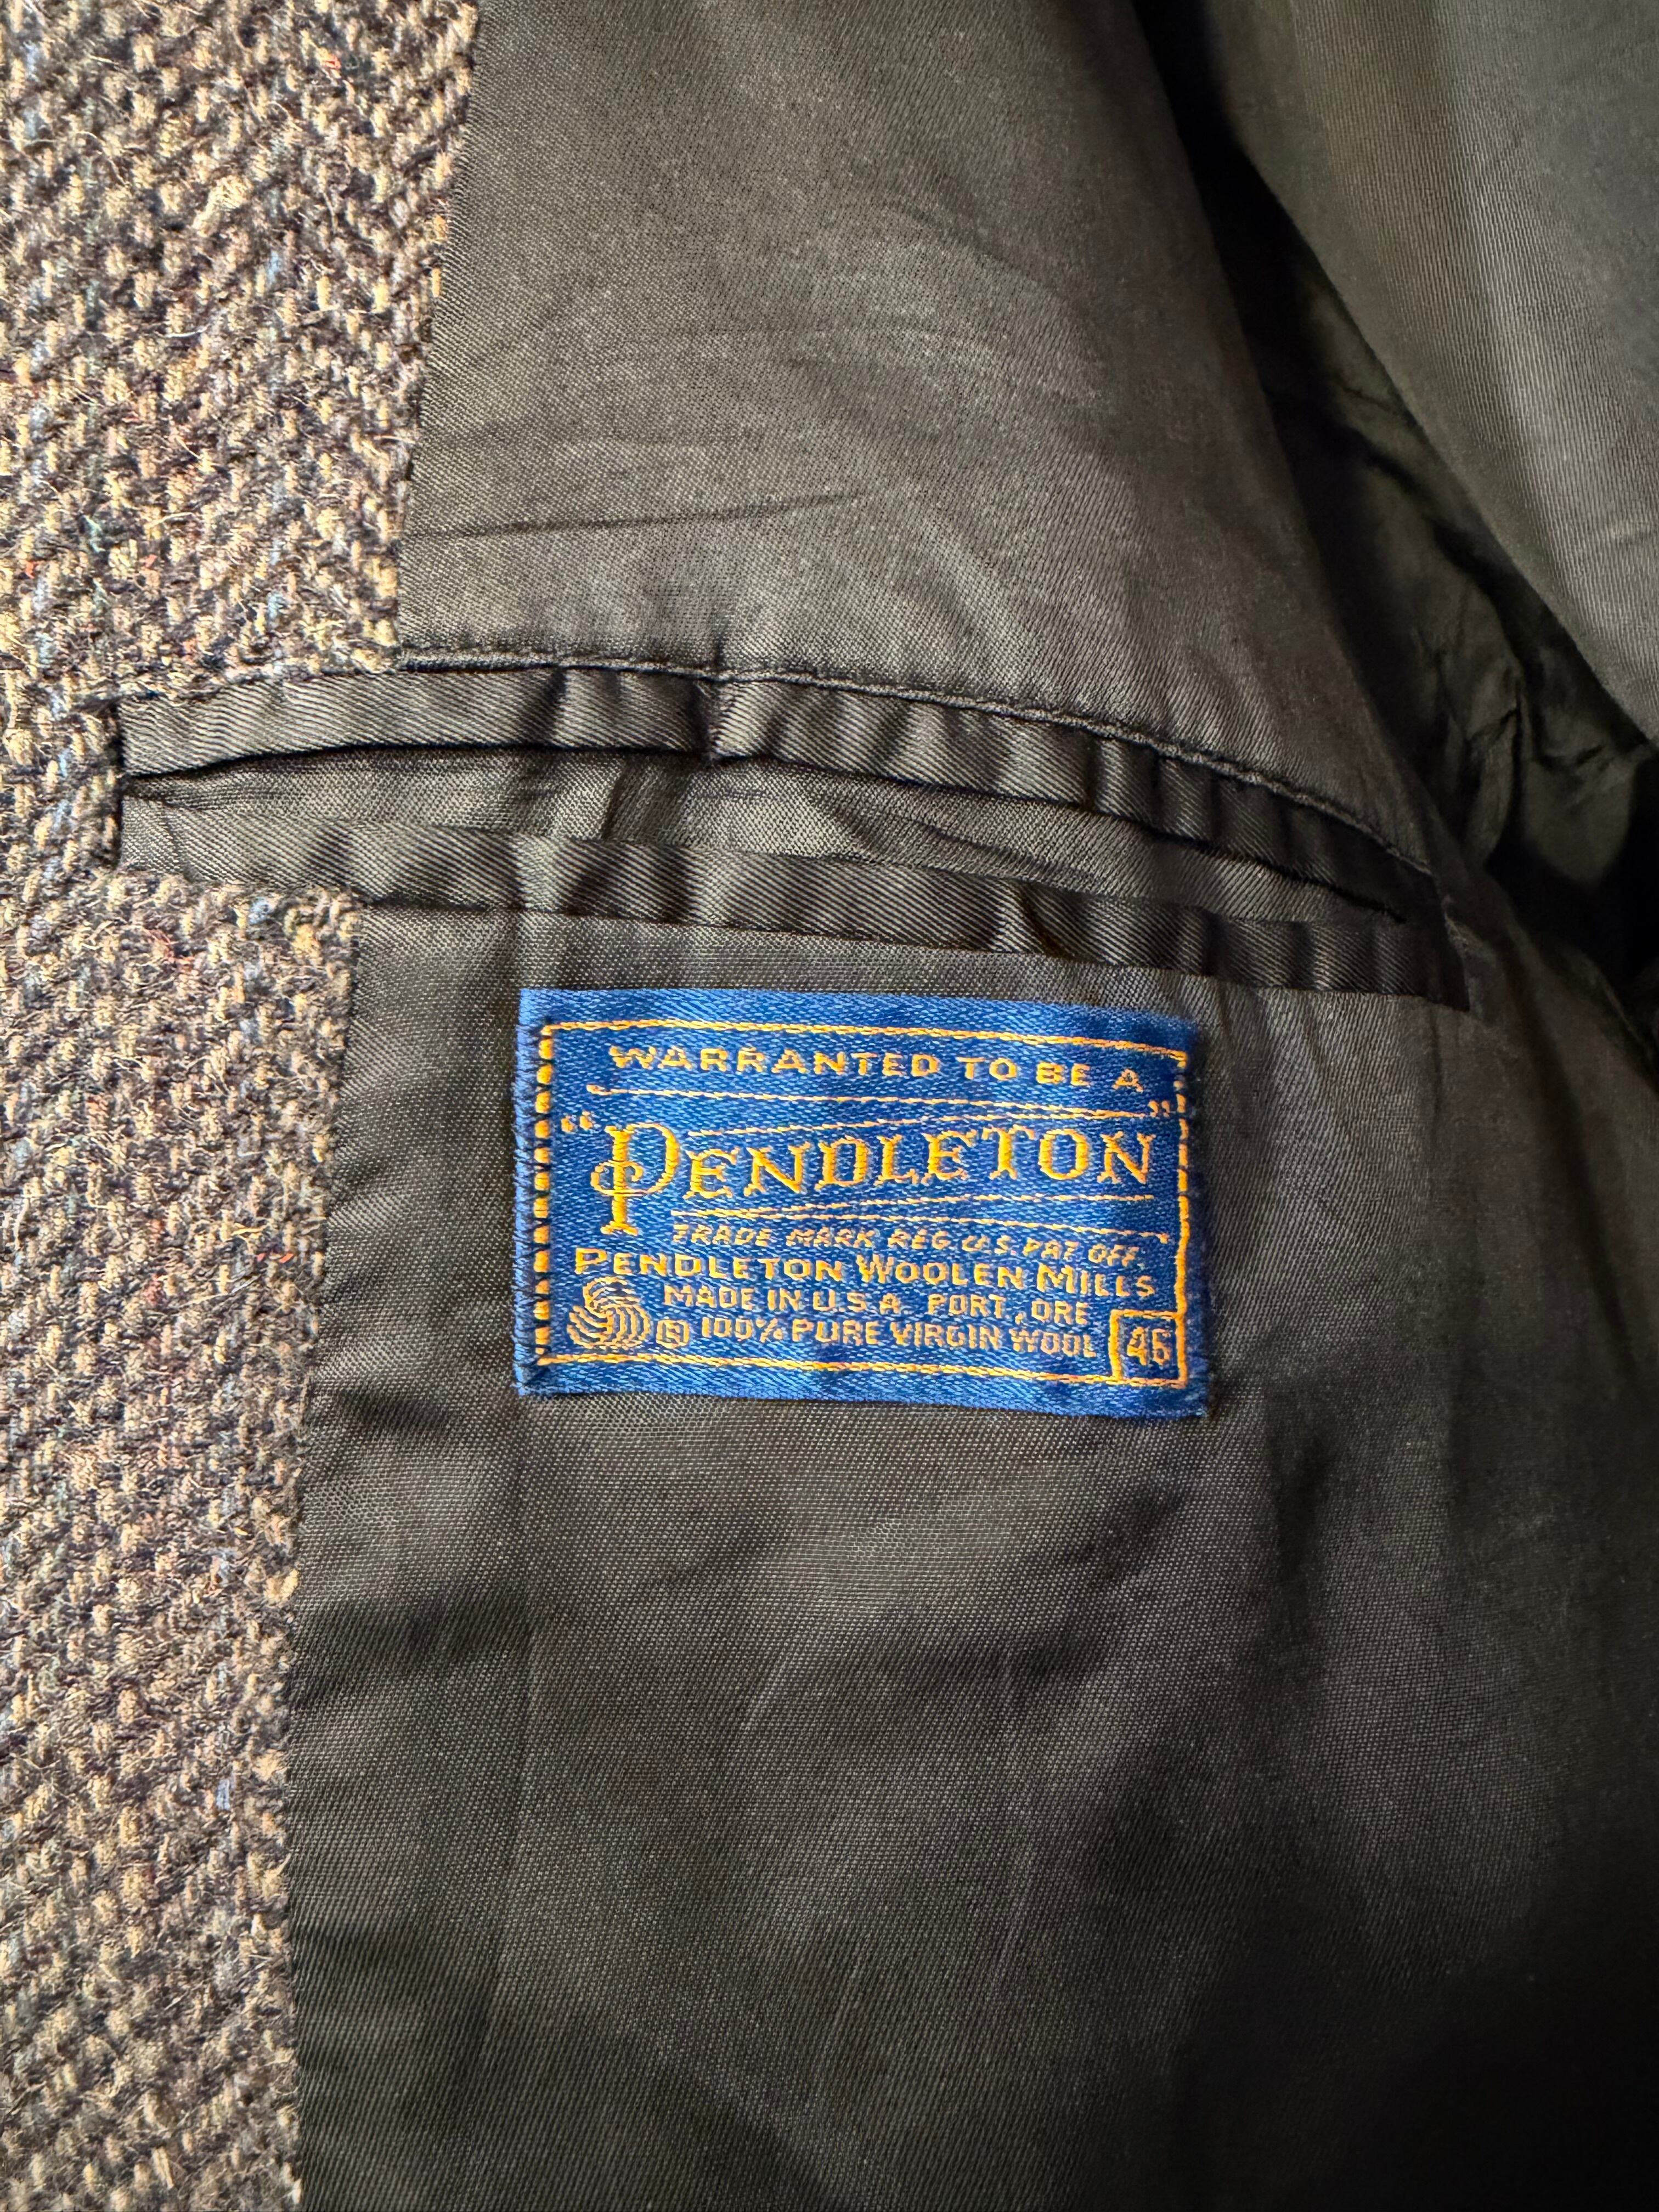 WARRANTED TO BE A
"PENDLETON"
TRADE MARK REG. U.S. PAT OFF.
PENDLETON WOOLEN MILLS
MADE IN U.S.A. PORT., ORE
® 100% PURE VIRGIN WOOL
46